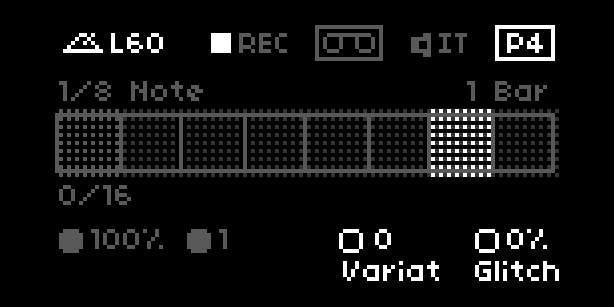 L60 REC IT P4
1/8 Note 1 Bar
0/16
100% 1 0 0%
Variat Glitch